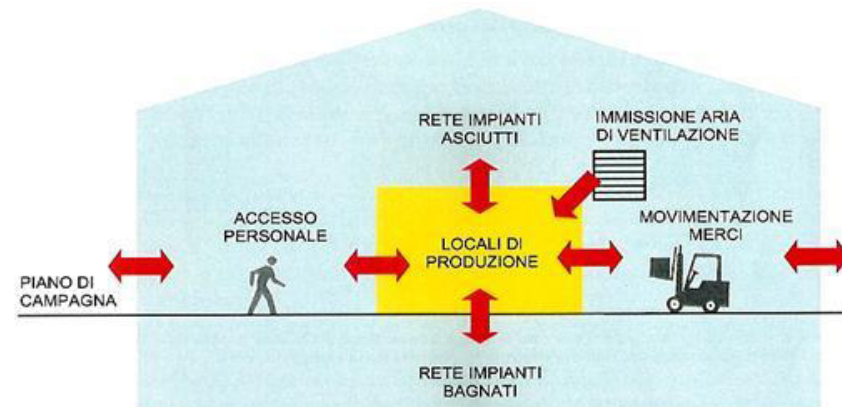 RETE IMPIANTI
ASCIUTTI
IMMISSIONE ARIA
DI VENTILAZIONE
ACCESSO
PERSONALE
LOCALI DI
PRODUZIONE
MOVIMENTAZIONE
MERCI
PIANO DI
CAMPAGNA
RETE IMPIANTI
BAGNATI